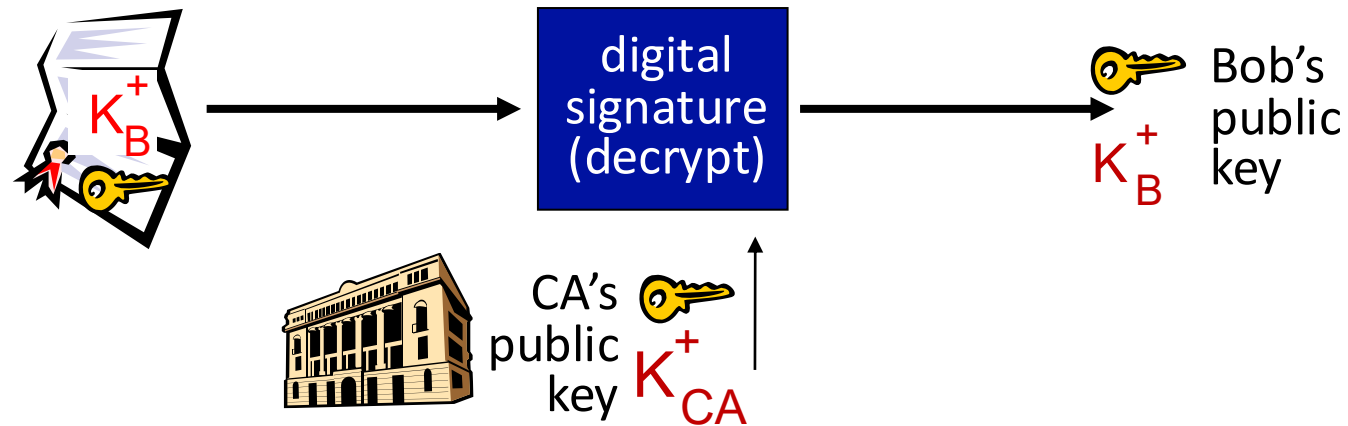 K+B
digital
signature
(decrypt)
K+B
Bob’s
public
key
CA’s
public
key
K+CA